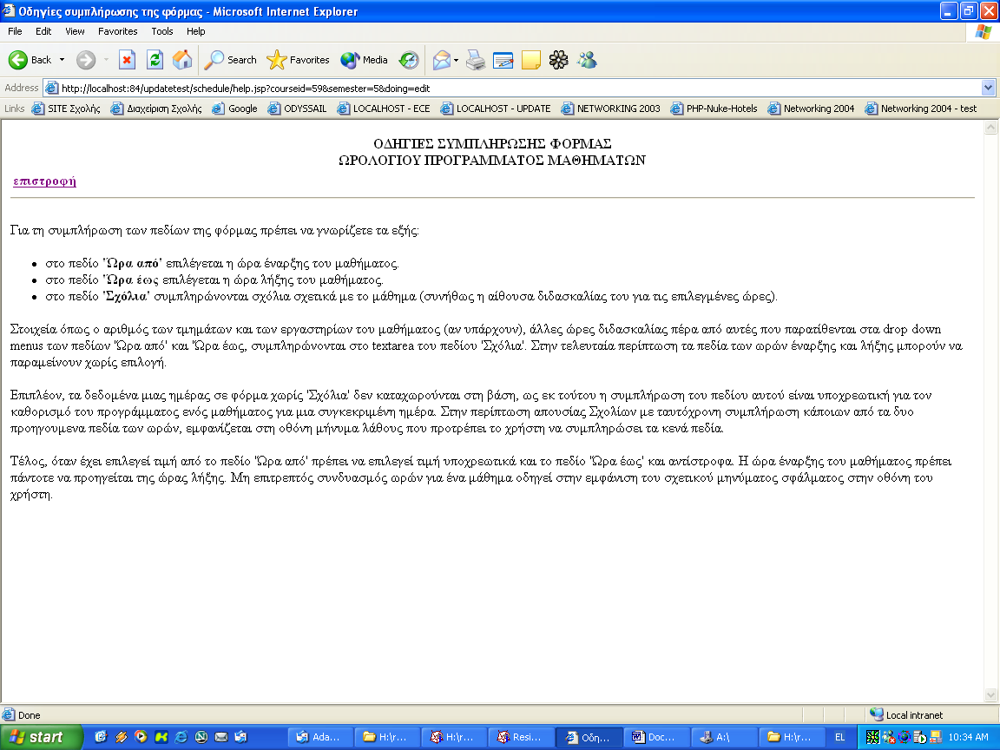 Οδηγίες συμπλήρωσης της φόρμας - Microsoft Internet Explorer
File Edit View Favorites Tools Help
Back Search Favorites Media
Address http://localhost:84/updatetest/schedule/help.jsp?courseid=59&semester=5&doing=edit
Links SITE Σχολής Διαχείριση Σχολής Google ODYSSAIL LOCALHOST - ECE LOCALHOST - UPDATE NETWORKING 2003 PHP-Nuke-Hotels Networking 2004 Networking 2004 - test
ΟΔΗΓΙΕΣ ΣΥΜΠΛΗΡΩΣΗΣ ΦΟΡΜΑΣ
ΩΡΟΛΟΓΙΟΥ ΠΡΟΓΡΑΜΜΑΤΟΣ ΜΑΘΗΜΑΤΩΝ
επιστροφή
Για τη συμπλήρωση των πεδίων της φόρμας πρέπει να γνωρίζετε τα εξής:
• στο πεδίο 'Ώρα από' επιλέγεται η ώρα έναρξης του μαθήματος.
• στο πεδίο 'Ώρα έως επιλέγεται η ώρα λήξης του μαθήματος.
• στο πεδίο 'Σχόλια' συμπληρώνονται σχόλια σχετικά με το μάθημα (συνήθως η αίθουσα διδασκαλίας του για τις επιλεγμένες ώρες).
Στοιχεία όπως ο αριθμός των τμημάτων και των εργαστηρίων του μαθήματος (αν υπάρχουν), άλλες ώρες διδασκαλίας πέρα από αυτές που παρατίθενται στα drop down
menus των πεδίων 'Ώρα από' και 'Ώρα έως, συμπληρώνονται στο textarea του πεδίου 'Σχόλια'. Στην τελευταία περίπτωση τα πεδία των ωρών έναρξης και λήξης μπορούν να
παραμείνουν χωρίς επιλογή.
Επιπλέον, τα δεδομένα μιας ημέρας σε φόρμα χωρίς 'Σχόλια' δεν καταχωρούνται στη βάση, ως εκ τούτου η συμπλήρωση του πεδίου αυτού είναι υποχρεωτική για τον
καθορισμό του προγράμματος ενός μαθήματος για μια συγκεκριμένη ημέρα. Στην περίπτωση απουσίας Σχολίων με ταυτόχρονη συμπλήρωση κάποιων από τα δυο
προηγουμενα πεδία των ωρών, εμφανίζεται στη οθόνη μήνυμα λάθους που προτρέπει το χρήστη να συμπληρώσει τα κενά πεδία.
Τέλος, όταν έχει επιλεγεί τιμή από το πεδίο 'Ώρα από' πρέπει να επιλεγεί τιμή υποχρεωτικά και το πεδίο 'Ώρα έως' και αντίστροφα. Η ώρα έναρξης του μαθήματος πρέπει
πάντοτε να προηγείται της ώρας λήξης. Μη επιτρεπτός συνδυασμός ωρών για ένα μάθημα οδηγεί στην εμφάνιση του σχετικού μηνύματος σφάλματος στην οθόνη του
χρήστη.
Done Local intranet
start Ada... H:\r... H:\r... Resi... Οδη... Doc... A:\ H:\r... EL 10:34 AM